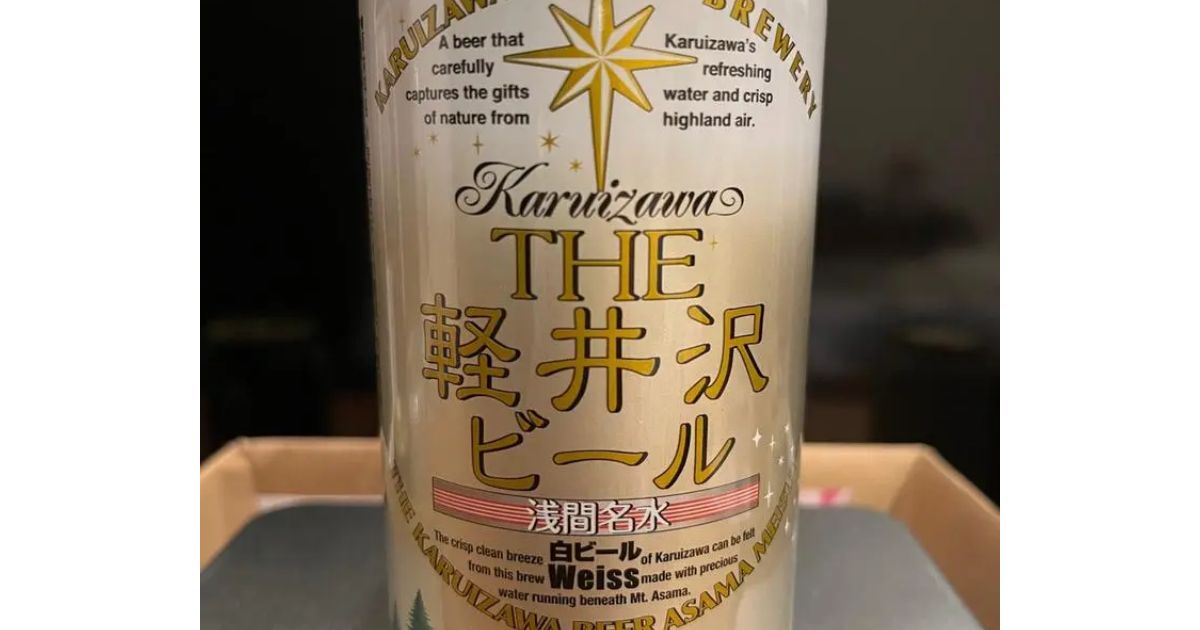 KARUIZAWA BREWERY
A beer that
carefully
captures the gifts
of nature from
Karuizawa's
refreshing
water and crisp
highland air.
Karuizawa
THE
軽井沢
ビール
浅間名水
The crisp clean breeze 白ビール of Karuizawa can be felt
from this brew Weiss made with precious
water running beneath Mt. Asama.
THE KARUIZAWA BEER ASAMA MEISUI